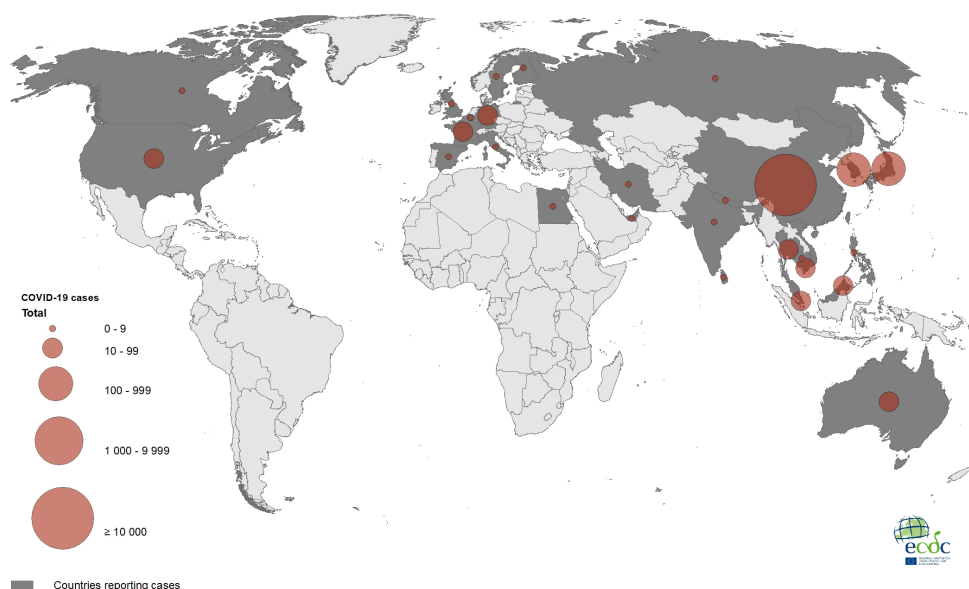 COVID-19 cases
Total
0 - 9
10 - 99
100 - 999
1 000 - 9 999
≥ 10 000
Countries reporting cases
ecdc